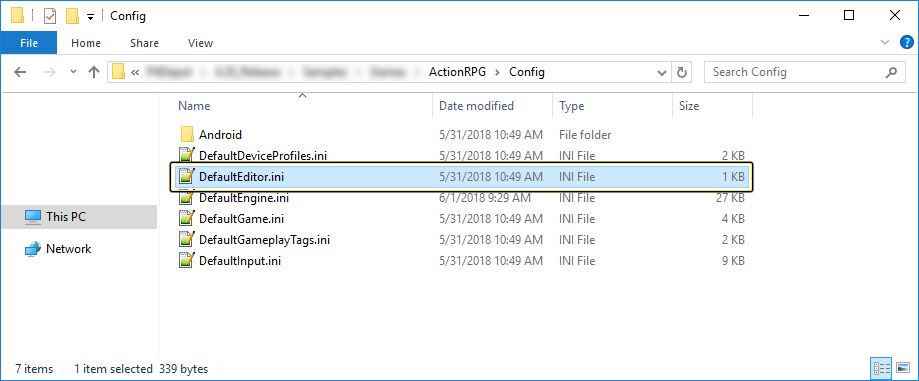 Config
File Home Share View
« ActionRPG > Config Search Config
Name Date modified Type Size
Android 5/31/2018 10:49 AM File folder
DefaultDeviceProfiles.ini 5/31/2018 10:49 AM INI File 2 KB
DefaultEditor.ini 5/31/2018 10:49 AM INI File 1 KB
DefaultEngine.ini 6/1/2018 9:29 AM INI File 27 KB
This PC
DefaultGame.ini 5/31/2018 10:49 AM INI File 4 KB
DefaultGameplayTags.ini 5/31/2018 10:49 AM INI File 2 KB
Network
DefaultInput.ini 5/31/2018 10:49 AM INI File 9 KB
7 items 1 item selected 339 bytes